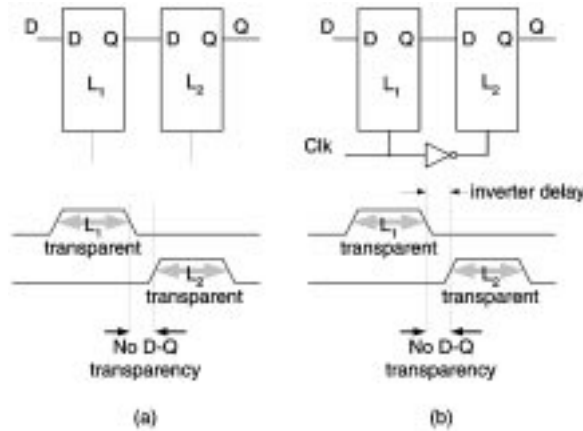 D D Q D Q Q
L1 L2
D D Q D Q Q
L1 L2
Clk
inverter delay
L1
transparent
L2
transparent
No D-Q
transparency
(a)
L1
transparent
L2
transparent
No D-Q
transparency
(b)